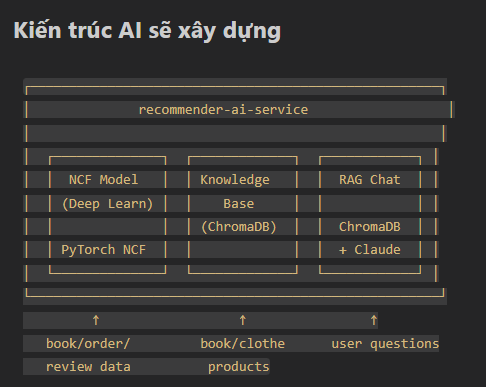 Kiến trúc AI sẽ xây dựng
recommender-ai-service
NCF Model Knowledge RAG Chat
(Deep Learn) Base
(ChromaDB) ChromaDB
PyTorch NCF + Claude
↑ ↑ ↑
book/order/ book/clothe user questions
review data products